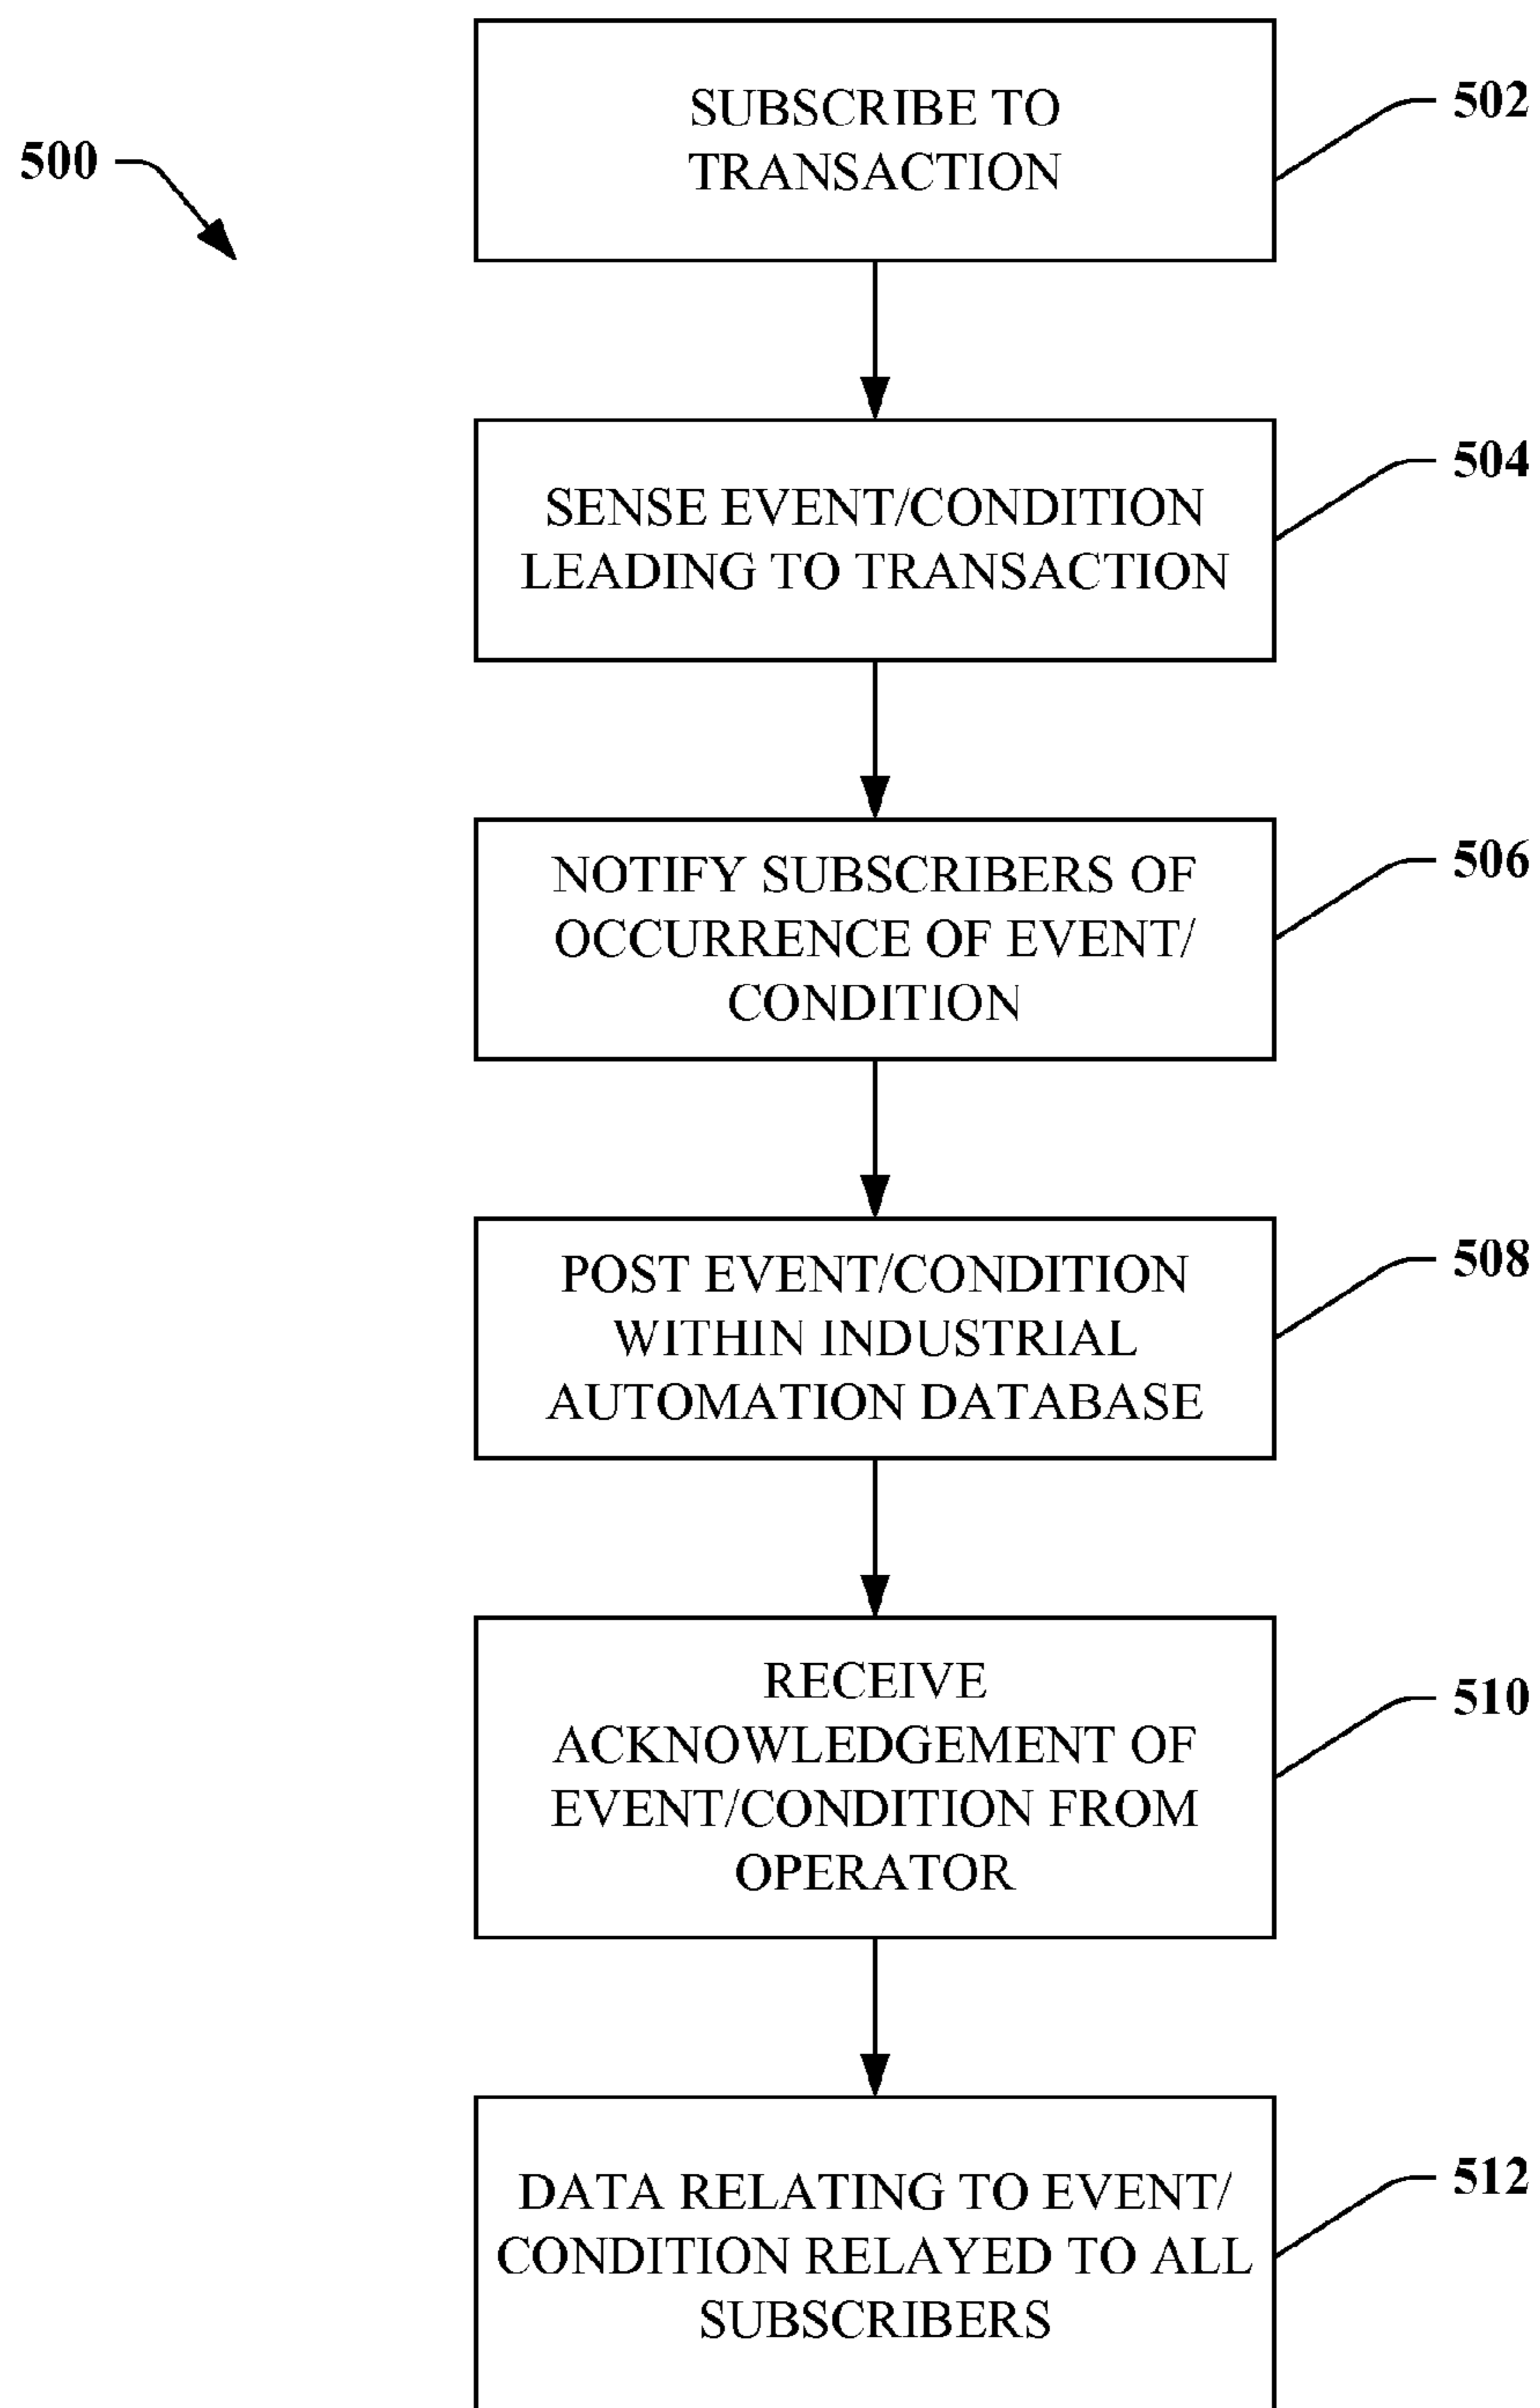 500
SUBSCRIBE TO
TRANSACTION
502
SENSE EVENT/CONDITION
LEADING TO TRANSACTION
504
NOTIFY SUBSCRIBERS OF
OCCURRENCE OF EVENT/
CONDITION
506
POST EVENT/CONDITION
WITHIN INDUSTRIAL
AUTOMATION DATABASE
508
RECEIVE
ACKNOWLEDGEMENT OF
EVENT/CONDITION FROM
OPERATOR
510
DATA RELATING TO EVENT/
CONDITION RELAYED TO ALL
SUBSCRIBERS
512